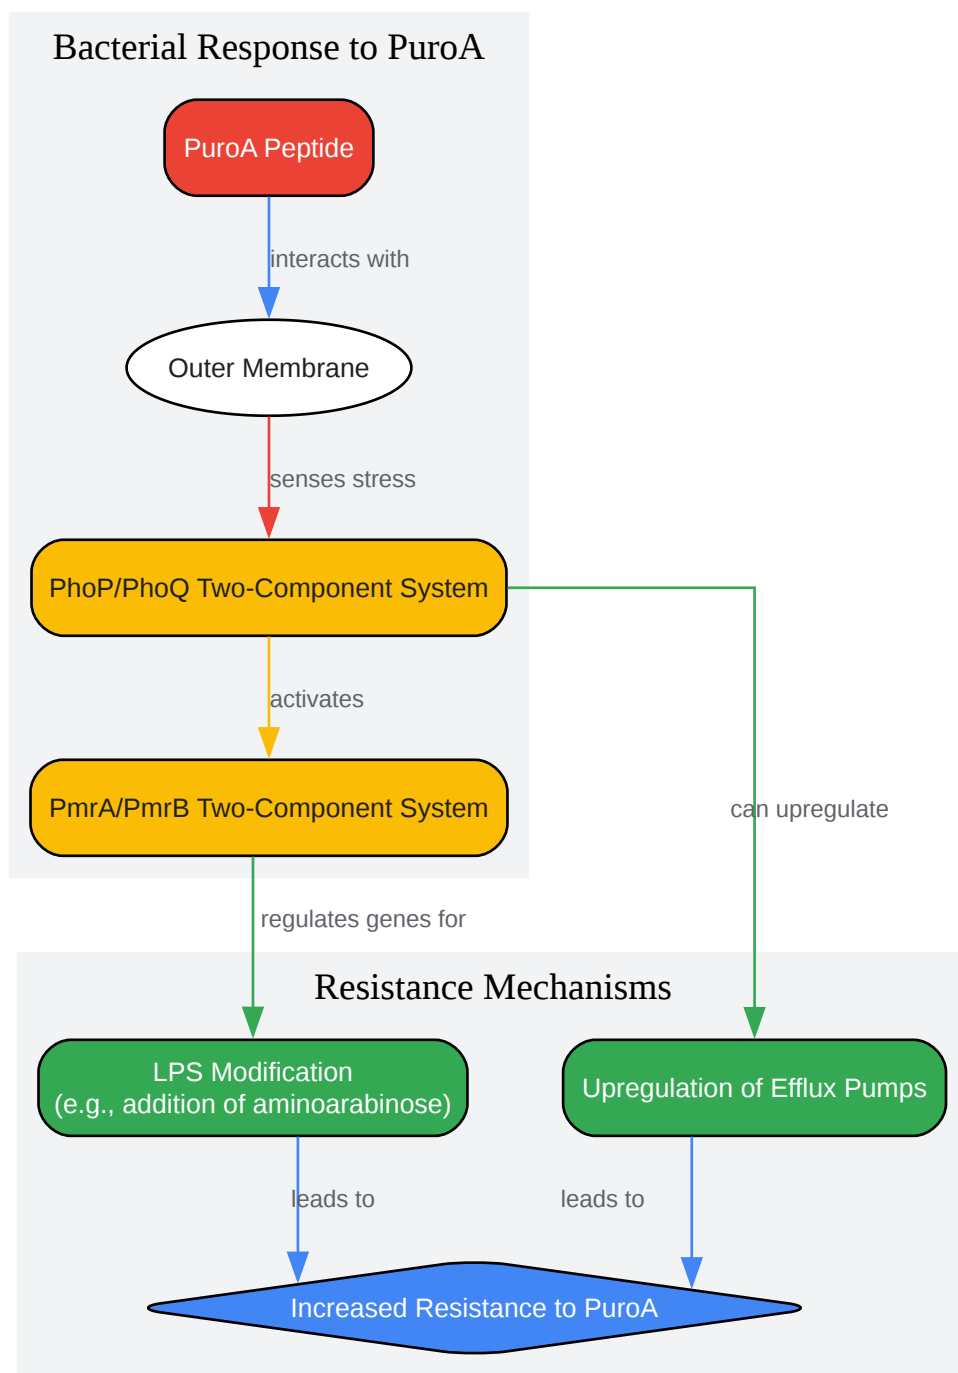 Bacterial Response to PuroA
PuroA Peptide
interacts with
Outer Membrane
senses stress
PhoP/PhoQ Two-Component System
activates
PmrA/PmrB Two-Component System
can upregulate
regulates genes for
Resistance Mechanisms
LPS Modification
(e.g., addition of aminoarabinose)
Upregulation of Efflux Pumps
leads to
leads to
Increased Resistance to PuroA